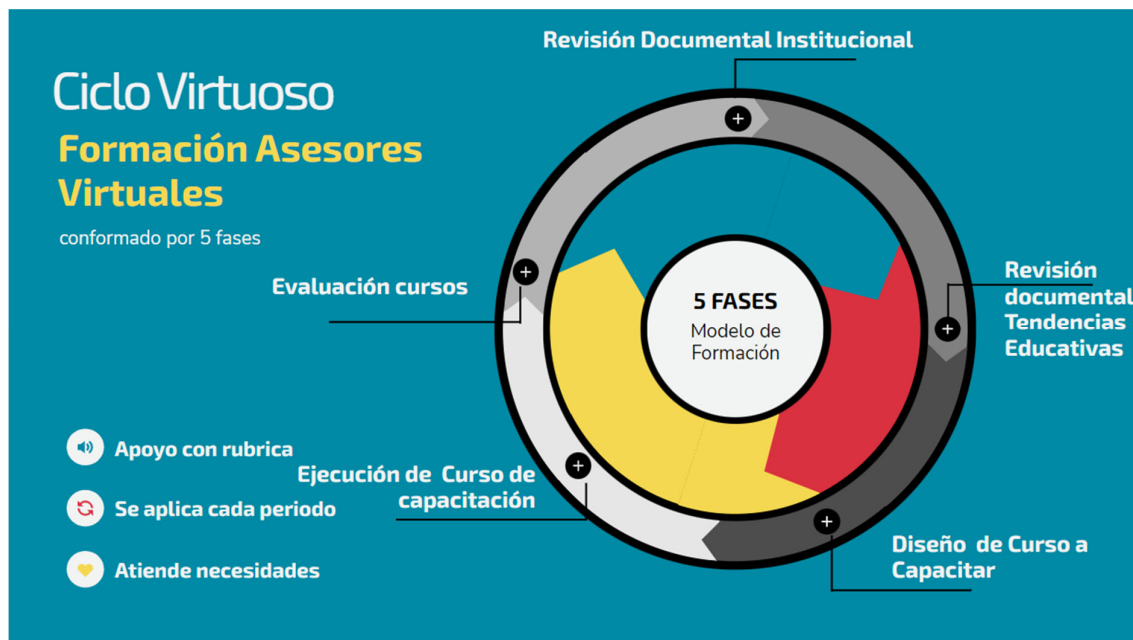 Ciclo Virtuoso
Formación Asesores
Virtuales
conformado por 5 fases
Revisión Documental Institucional
Revisión
documental
Tendencias
Educativas
Diseño de Curso a
Capacitar
Ejecución de Curso de
capacitación
Evaluación cursos
5 FASES
Modelo de
Formación
Apoyo con rubrica
Se aplica cada periodo
Atiende necesidades